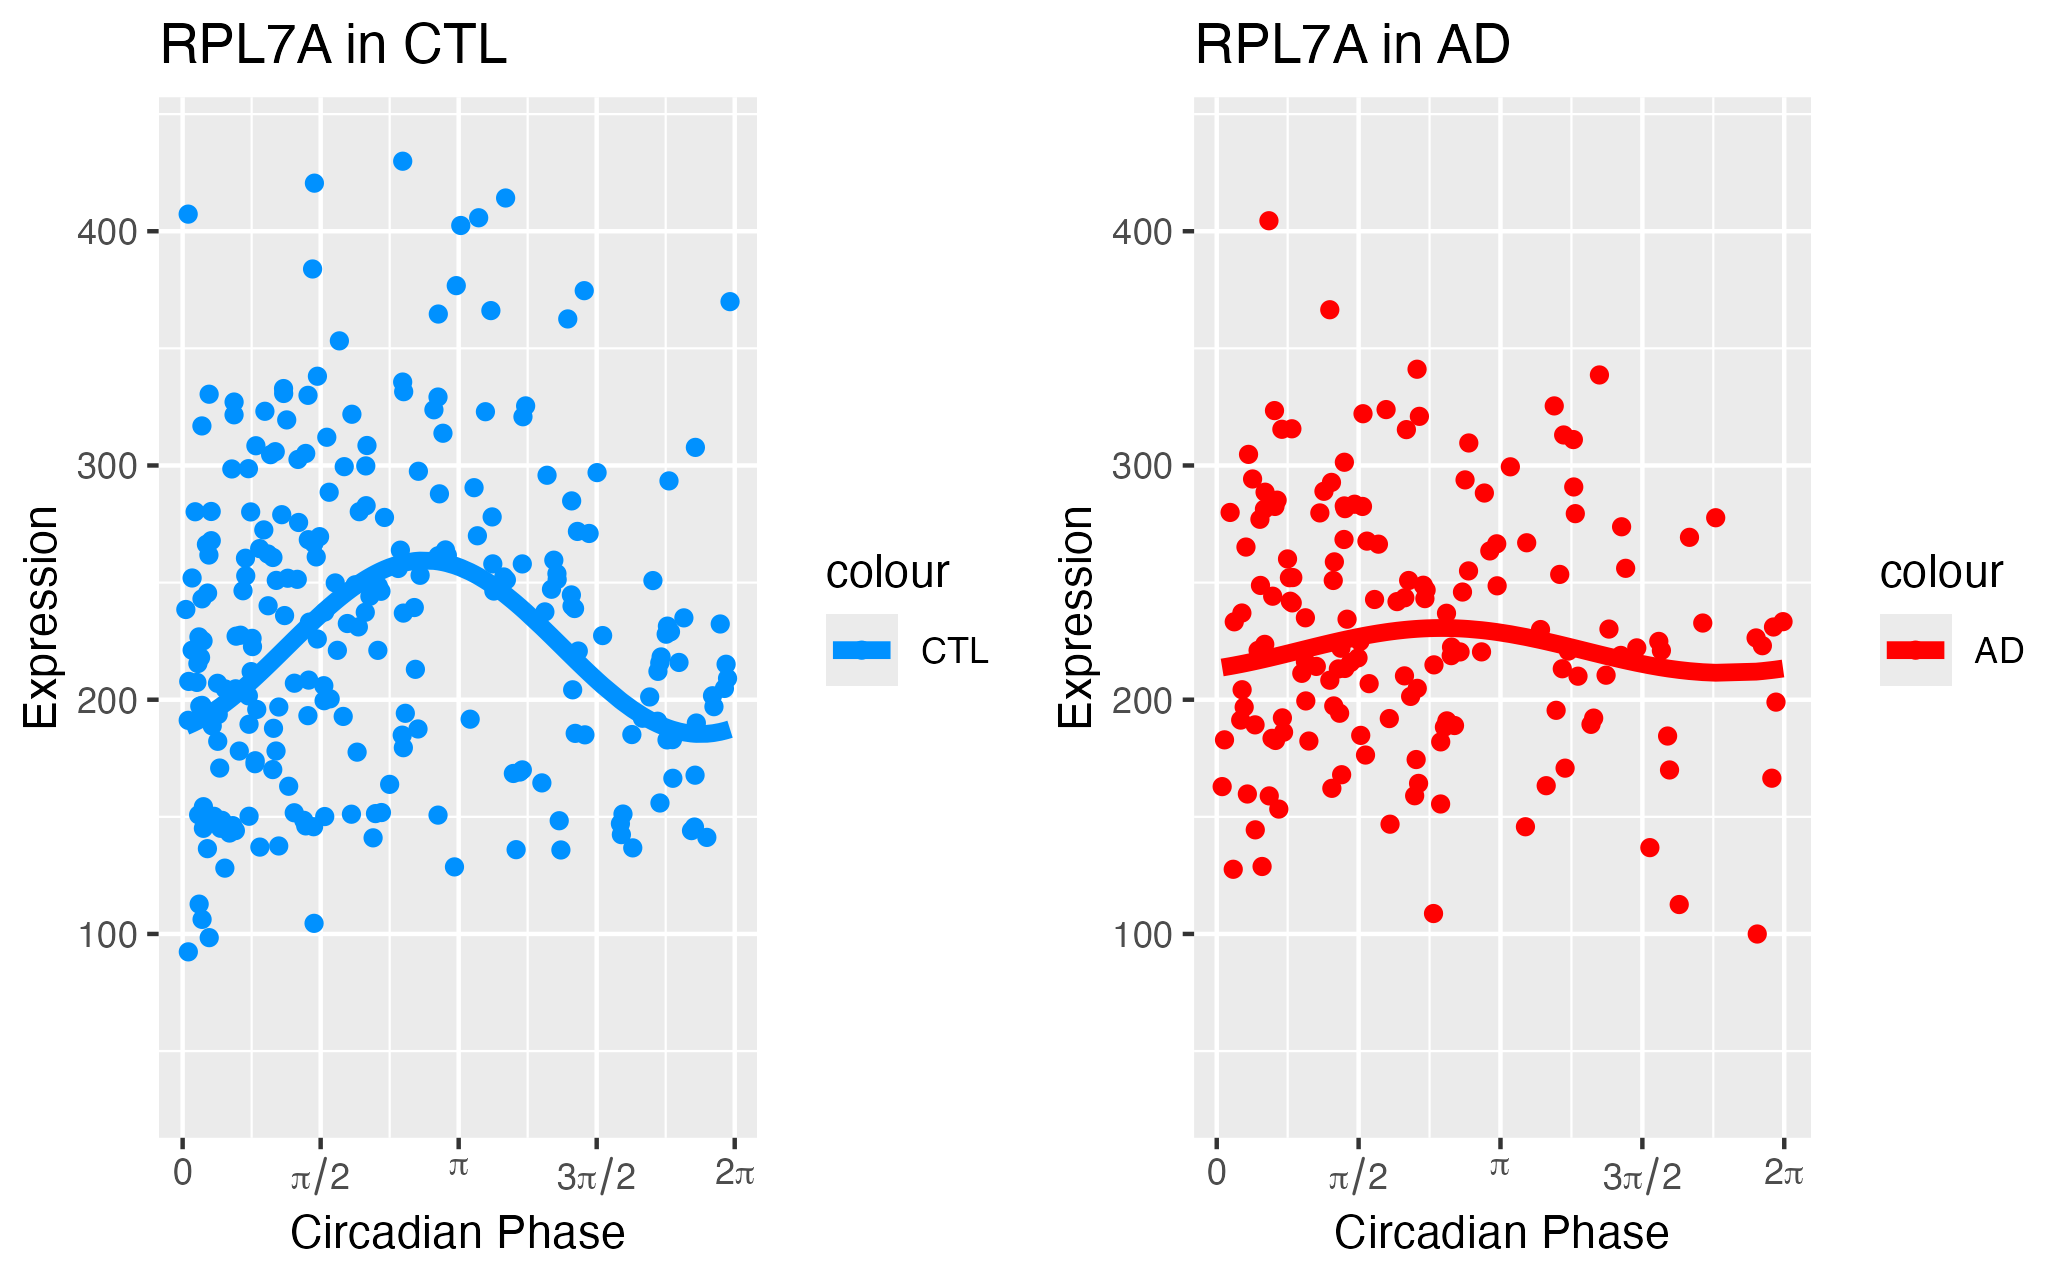 RPL7A in CTL
Expression
400
300
200
100
0 π/2 π 3π/2 2π
Circadian Phase
colour
CTL
RPL7A in AD
Expression
400
300
200
100
0 π/2 π 3π/2 2π
Circadian Phase
colour
AD